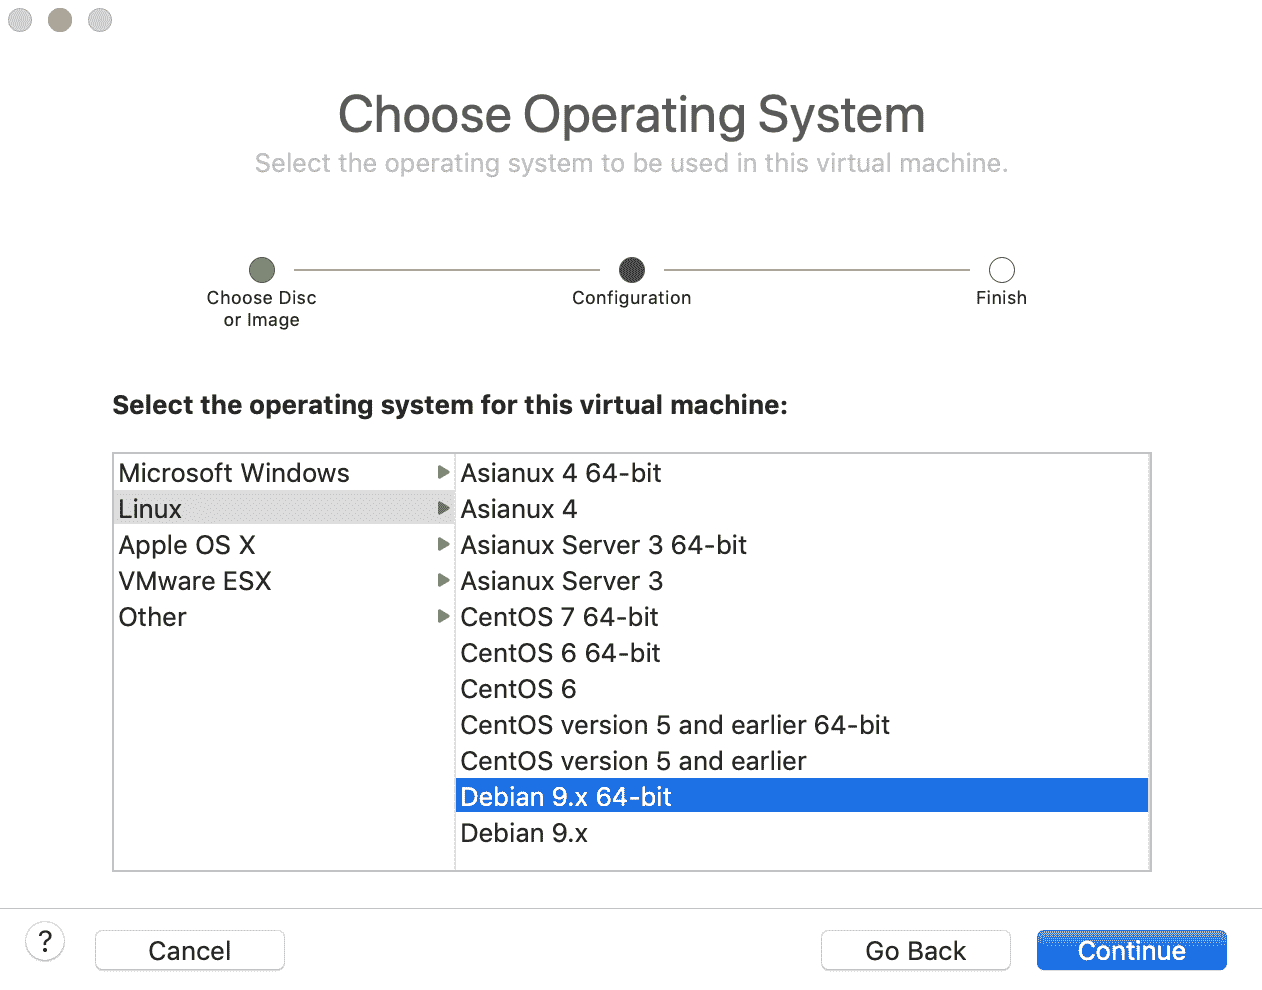 Choose Operating System
Select the operating system to be used in this virtual machine.
Choose Disc
or Image
Configuration
Finish
Select the operating system for this virtual machine:
Microsoft Windows
Linux
Apple OS X
VMware ESX
Other
Asianux 4 64-bit
Asianux 4
Asianux Server 3 64-bit
Asianux Server 3
CentOS 7 64-bit
CentOS 6 64-bit
CentOS 6
CentOS version 5 and earlier 64-bit
CentOS version 5 and earlier
Debian 9.x 64-bit
Debian 9.x
?
Cancel
Go Back
Continue